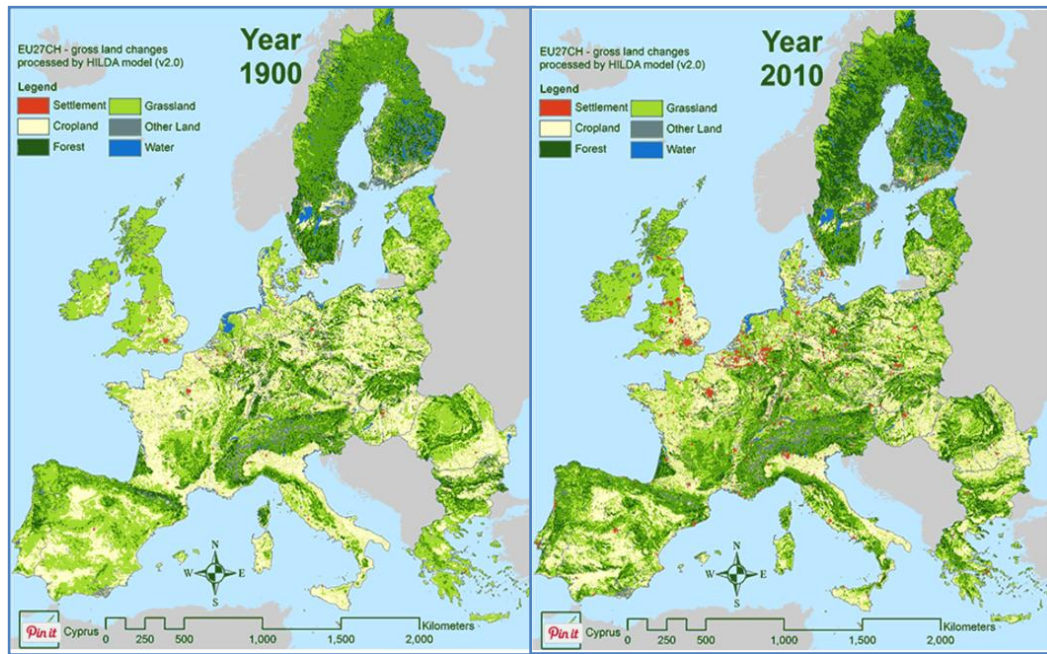 EU27CH - gross land changes
processed by HILDA model (v2.0)
Year
1900
Legend
Settlement
Grassland
Cropland
Other Land
Forest
Water
N
W
E
S
Pin it
Cyprus
Kilometers
0
250
500
1,000
1,500
2,000
EU27CH - gross land changes
processed by HILDA model (v2.0)
Year
2010
Legend
Settlement
Grassland
Cropland
Other Land
Forest
Water
N
W
E
S
Pin it
Cyprus
Kilometers
0
250
500
1,000
1,500
2,000